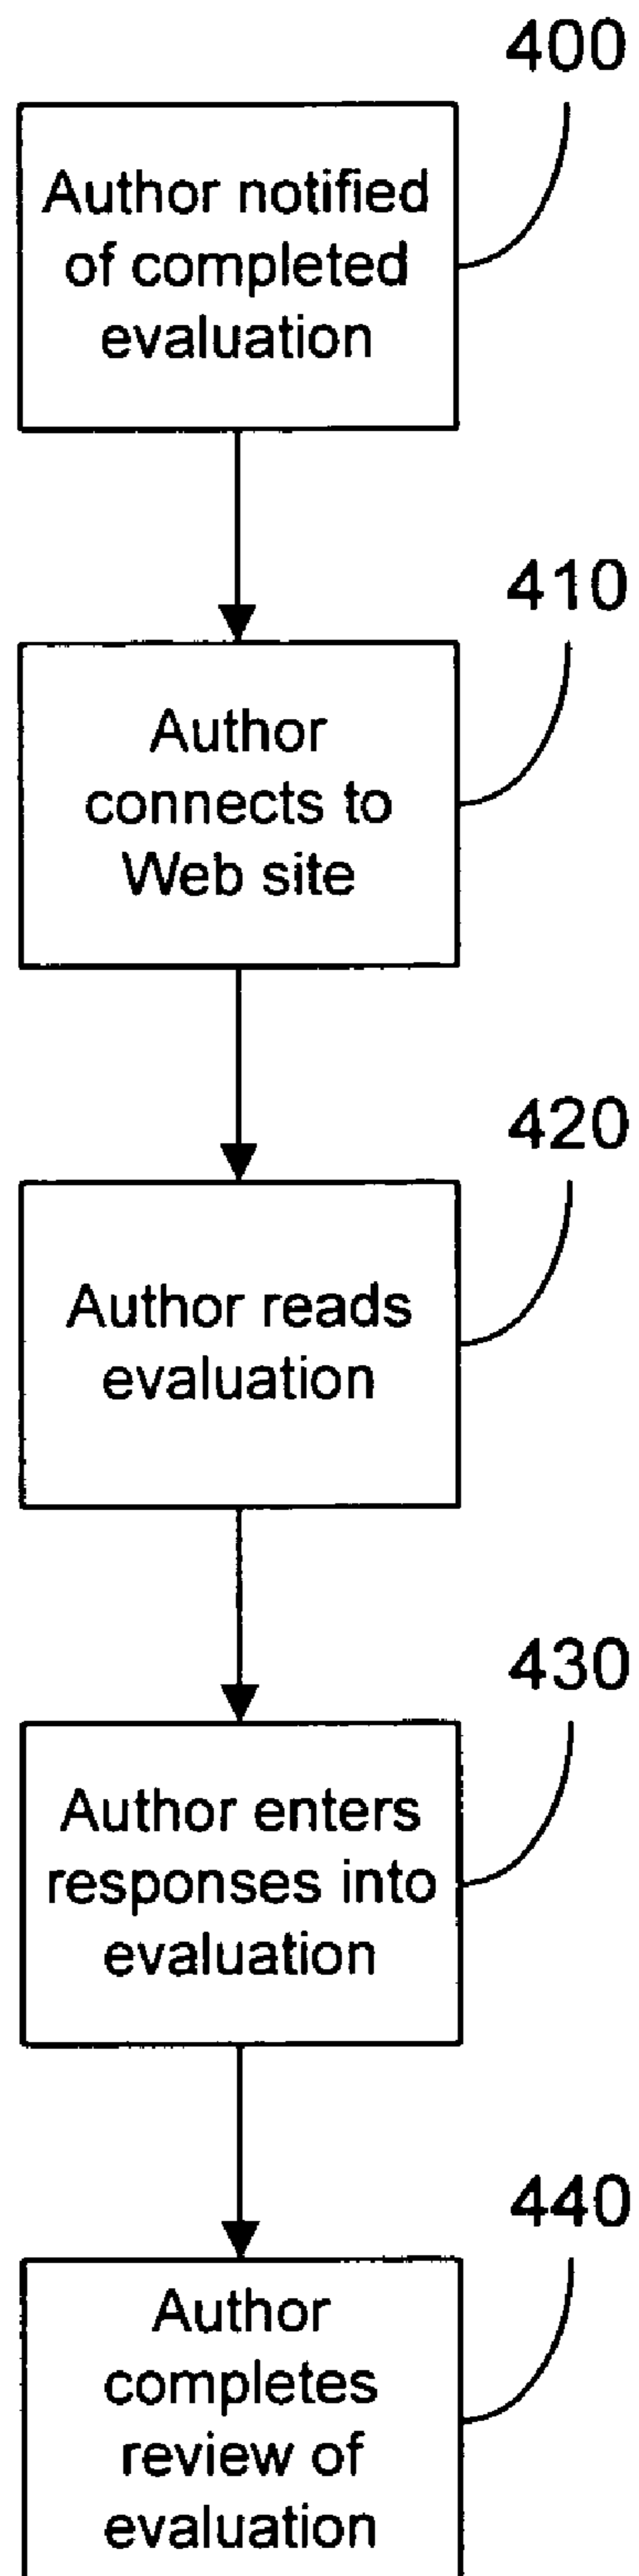 400
Author notified
of completed
evaluation
410
Author
connects to
Web site
420
Author reads
evaluation
430
Author enters
responses into
evaluation
440
Author
completes
review of
evaluation